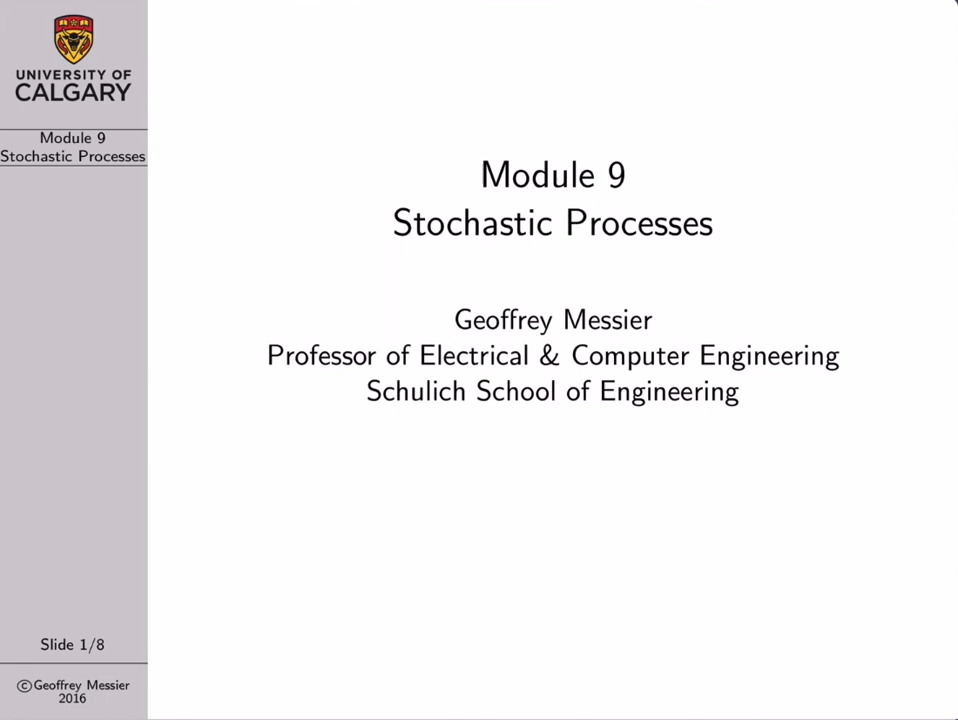 UNIVERSITY OF
CALGARY
Module 9
Stochastic Processes
Module 9
Stochastic Processes
Geoffrey Messier
Professor of Electrical & Computer Engineering
Schulich School of Engineering
Slide 1/8
©Geoffrey Messier
2016